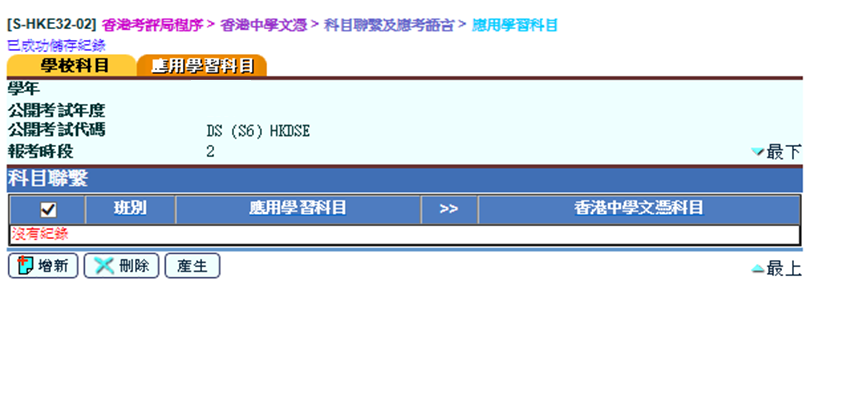 [S-HKE32-02] 香港考評局程序 > 香港中學文憑 > 科目聯繫及應考語言 > 應用學習科目
已成功儲存紀錄
學校科目 應用學習科目
學年
公開考試年度
公開考試代碼 DS (S6) HKDSE
報考時段 2 最下
科目聯繫
班別 應用學習科目 >> 香港中學文憑科目
沒有紀錄
增新 刪除 產生 最上